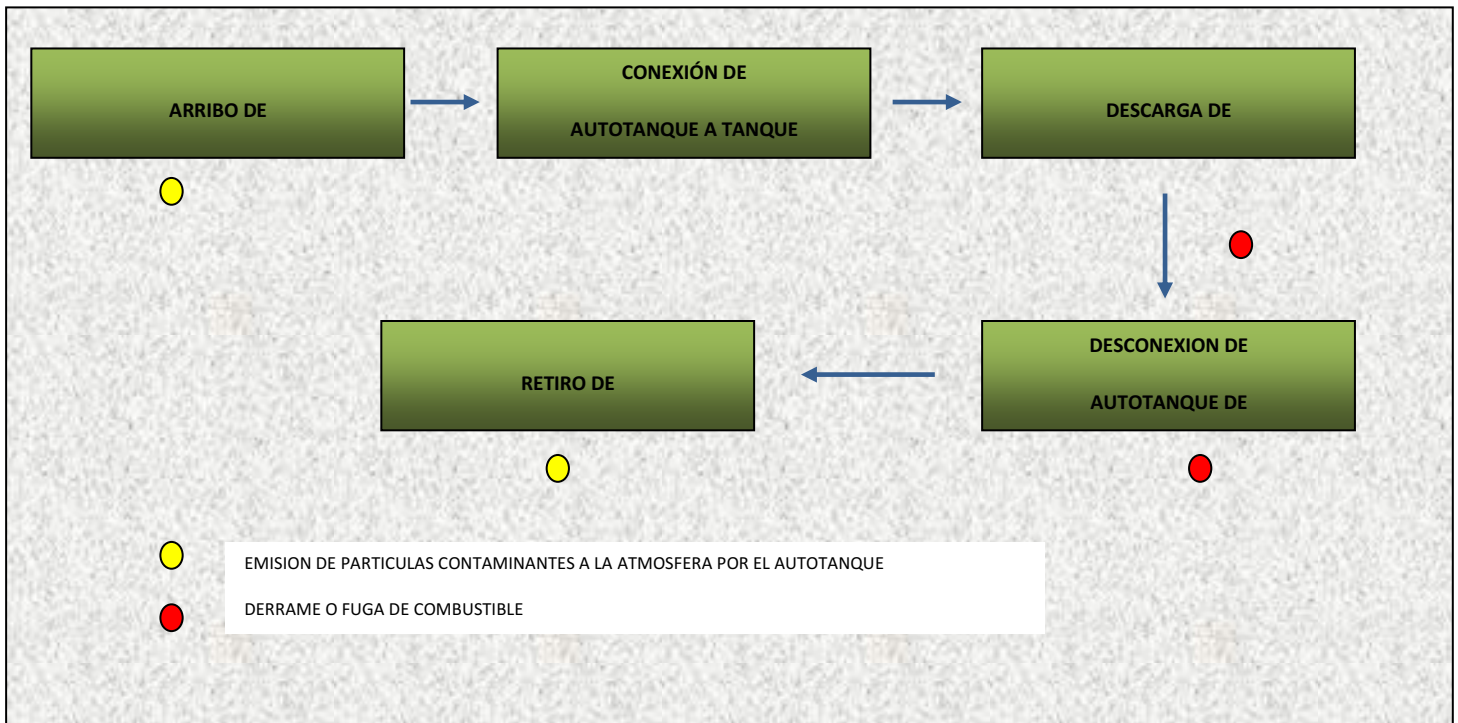 ARRIBO DE
CONEXIÓN DE
AUTOTANQUE A TANQUE
DESCARGA DE
DESCONEXION DE
AUTOTANQUE DE
RETIRO DE
EMISION DE PARTICULAS CONTAMINANTES A LA ATMOSFERA POR EL AUTOTANQUE
DERRAME O FUGA DE COMBUSTIBLE